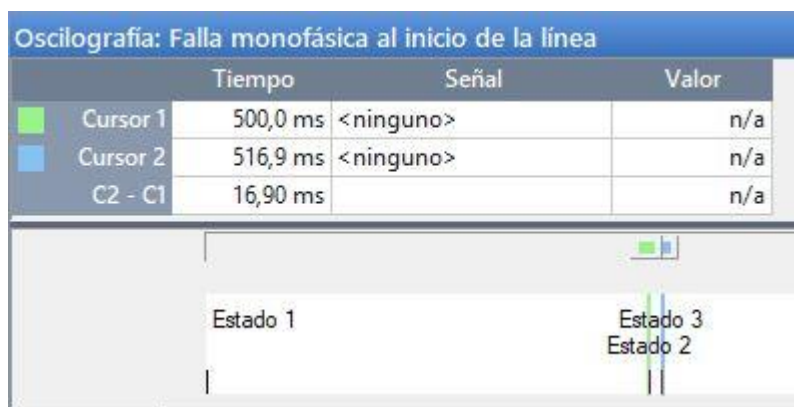 Oscilografía: Falla monofásica al inicio de la línea
Tiempo Señal Valor
Cursor 1 500,0 ms <ninguno> n/a
Cursor 2 516,9 ms <ninguno> n/a
C2 - C1 16,90 ms n/a
Estado 1 Estado 3
Estado 2